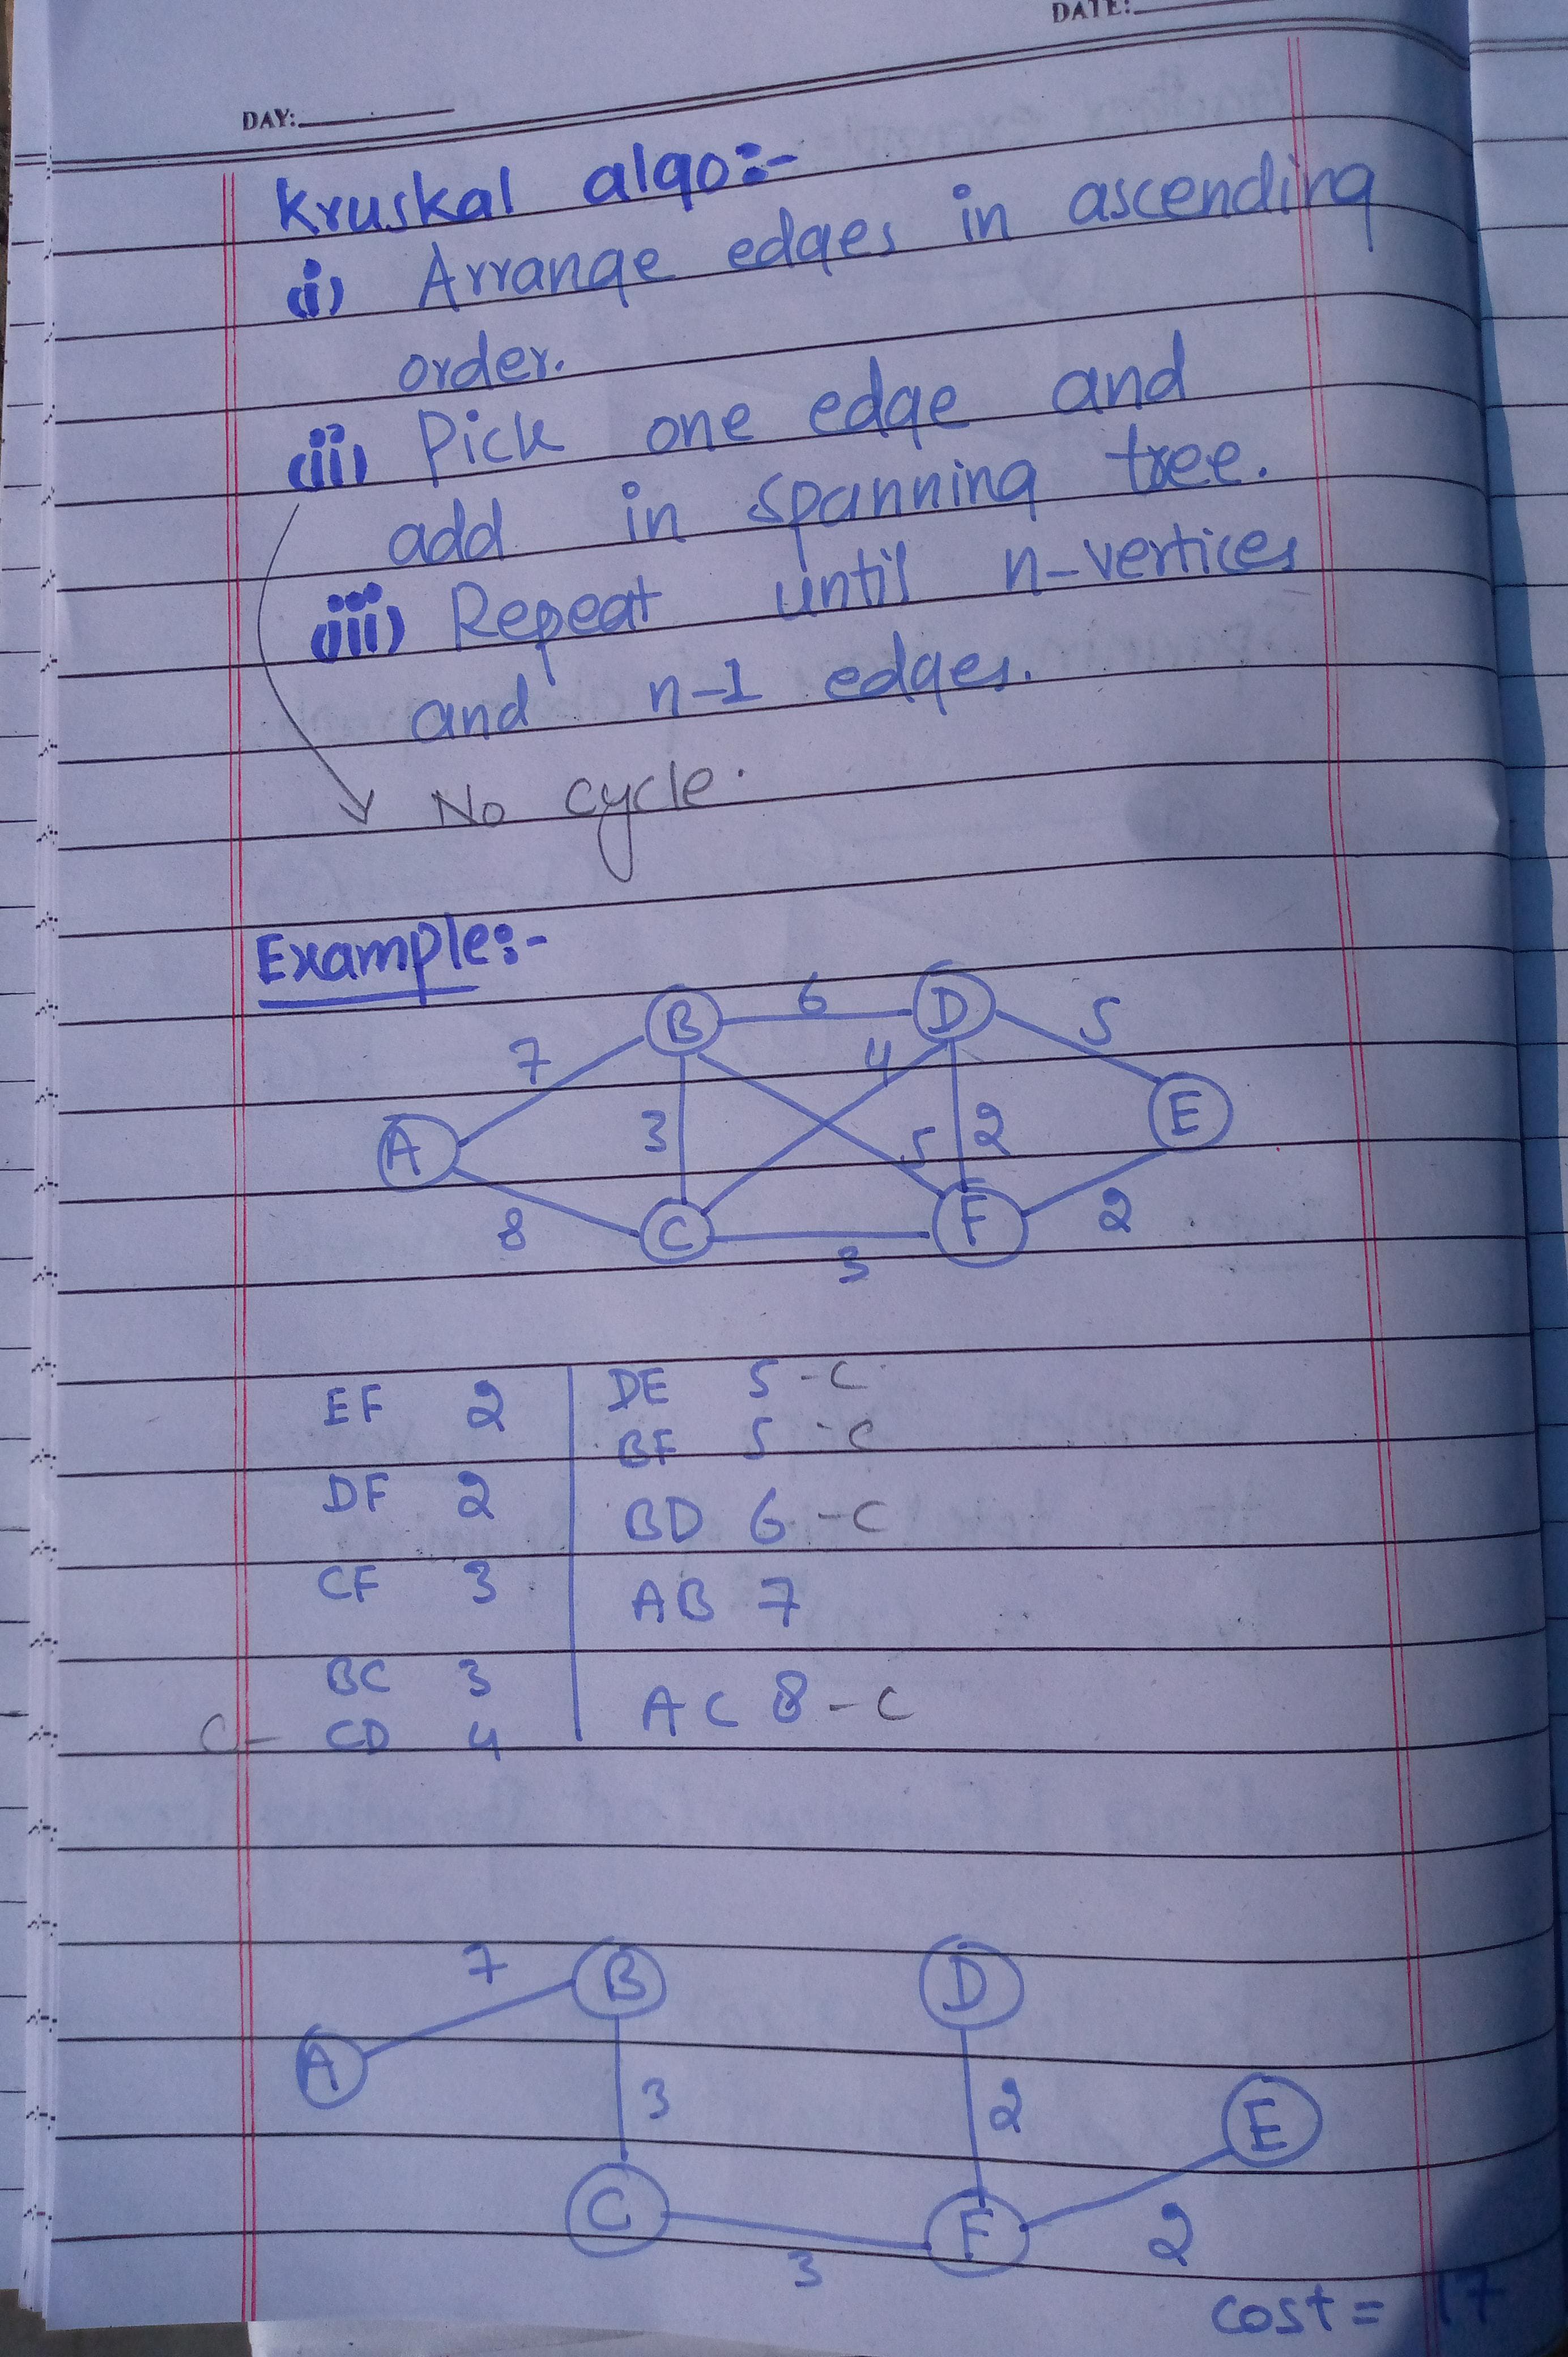 DATE:
DAY:
Kruskal algo:-
(i) Arrange edges in ascending
order.
(ii) Pick one edge and
add in spanning tree.
(iii) Repeat until n-vertices
and n-1 edges.
No cycle.
Example:-
B 6 D
7 4 5
A 3 5 2 E
8 C 3 F 2
EF 2 DE 5 -C
BF 5 -C
DF 2 BD 6 -C
CF 3 AB 7
BC 3 AC 8 -C
C- CD 4
7 B D
A 3 2 E
C 3 F 2
cost = 17